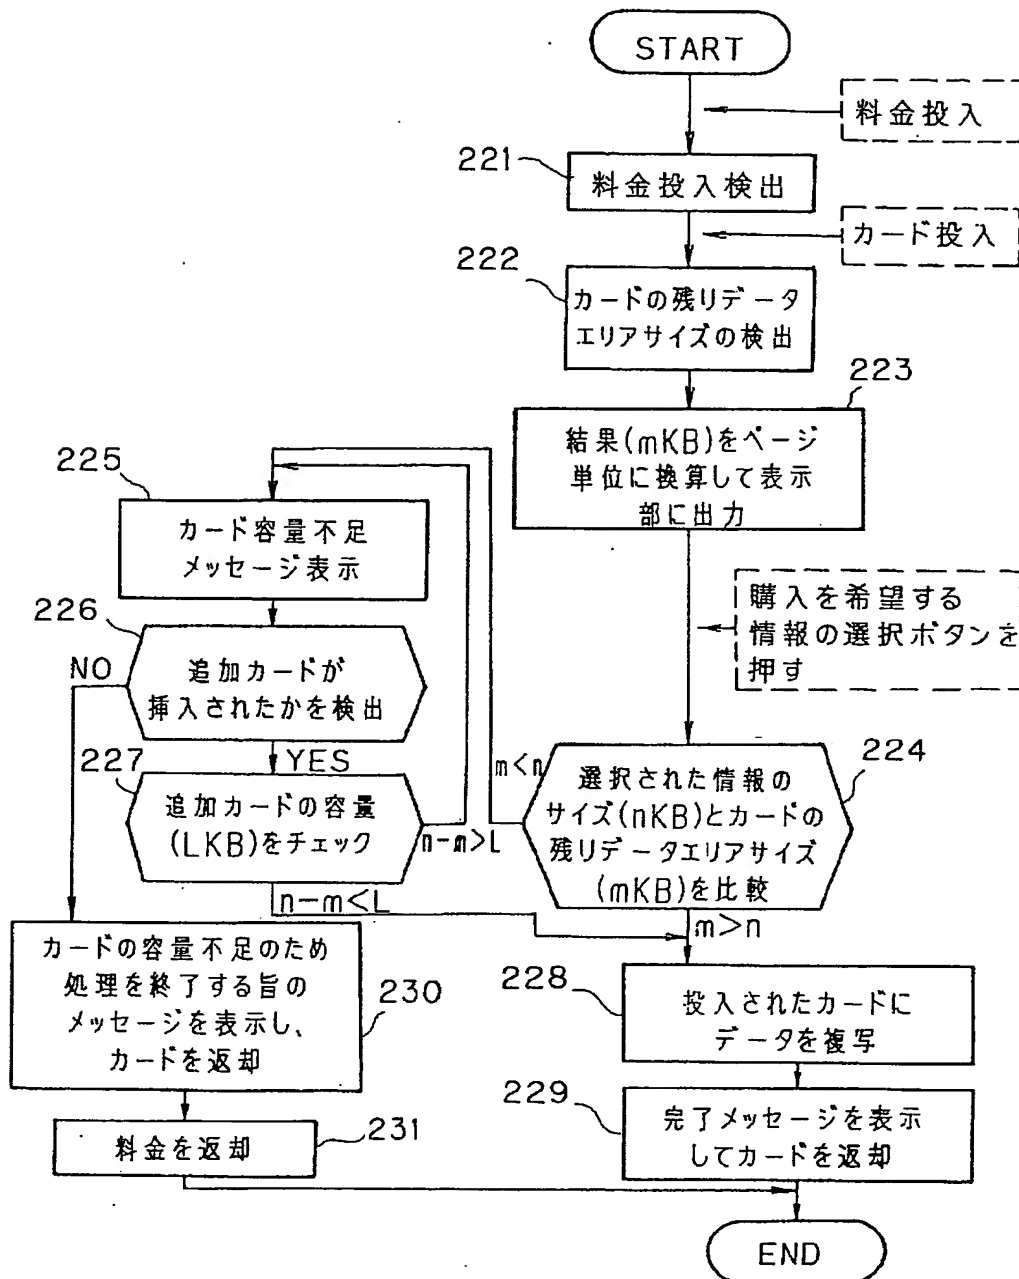 START
料金投入
221
料金投入検出
カード投入
222
カードの残りデータ
エリアサイズの検出
223
結果(mKB)をページ
単位に換算して表示
部に出力
225
カード容量不足
メッセージ表示
購入を希望する
情報の選択ボタンを
押す
226
NO
追加カードが
挿入されたかを検出
YES
227
追加カードの容量
(LKB)をチェック
n-m>L
n-m<L
m<n
224
選択された情報の
サイズ(nKB)とカードの
残りデータエリアサイズ
(mKB)を比較
m>n
カードの容量不足のため
処理を終了する旨の
メッセージを表示し、
カードを返却
230
228
投入されたカードに
データを複写
229
完了メッセージを表示
してカードを返却
料金を返却
231
END